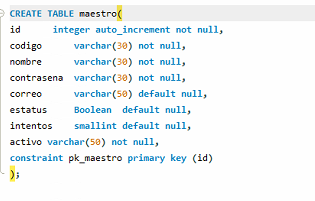 CREATE TABLE maestro(
id integer auto_increment not null,
codigo varchar(30) not null,
nombre varchar(30) not null,
contrasena varchar(30) not null,
correo varchar(50) default null,
estatus Boolean default null,
intentos smallint default null,
activo varchar(50) not null,
constraint pk_maestro primary key (id)
);